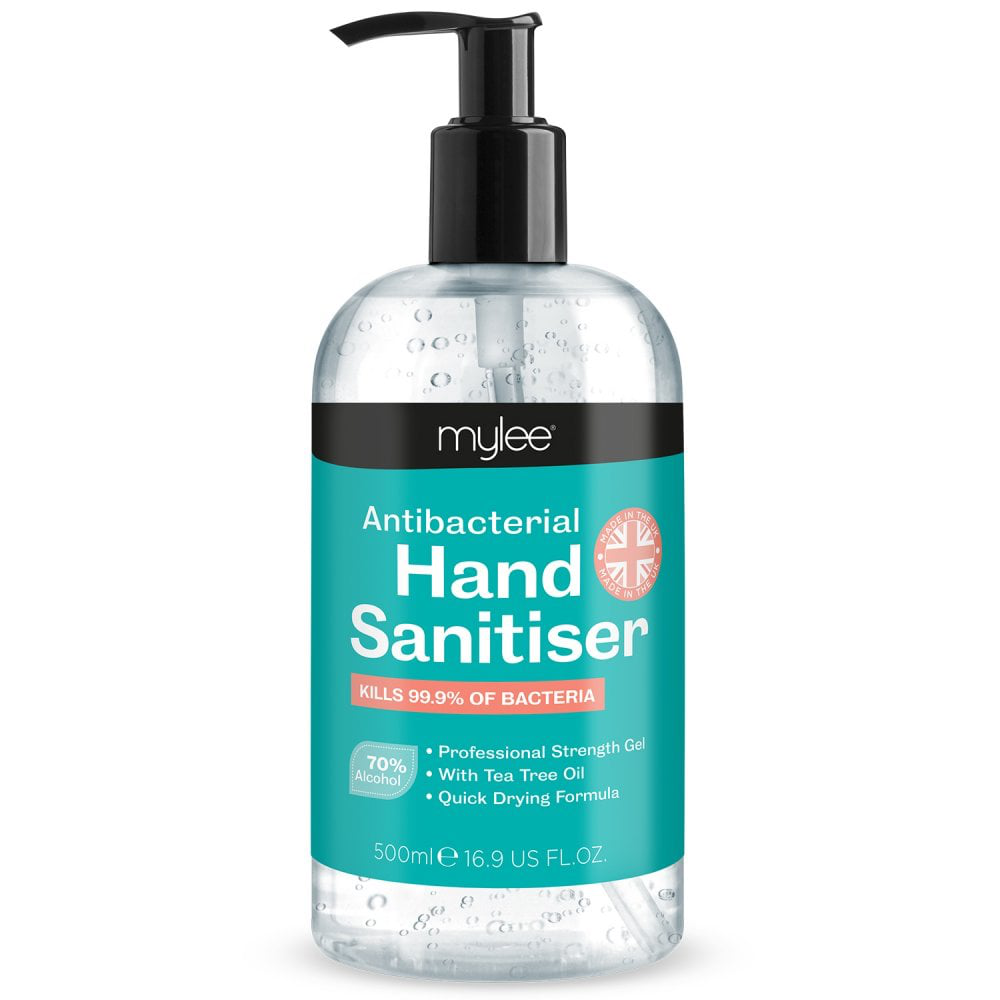 mylee®
Antibacterial
Hand
Sanitiser
MADE IN THE UK
MADE IN THE UK
KILLS 99.9% OF BACTERIA
70%
Alcohol
• Professional Strength Gel
• With Tea Tree Oil
• Quick Drying Formula
500ml ℮ 16.9 US FL.OZ.